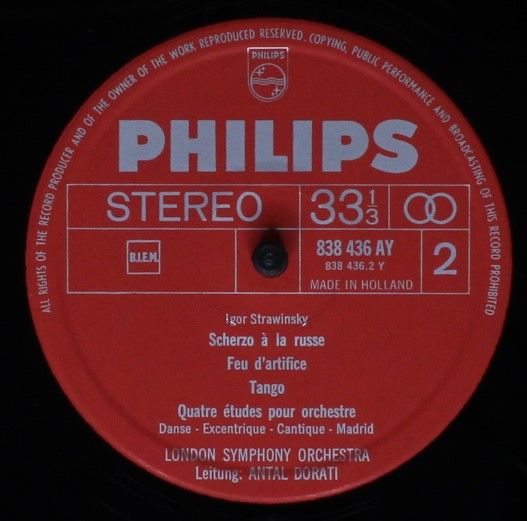 ALL RIGHTS OF THE RECORD PRODUCER AND OF THE OWNER OF THE WORK REPRODUCED RESERVED. COPYING, PUBLIC PERFORMANCE AND BROADCASTING OF THIS RECORD PROHIBITED
PHILIPS
PHILIPS
STEREO 33 1/3
B.I.E.M. 838 436 AY 2
838 436.2 Y
MADE IN HOLLAND
Igor Strawinsky
Scherzo à la russe
Feu d'artifice
Tango
Quatre études pour orchestre
Danse - Excentrique - Cantique - Madrid
LONDON SYMPHONY ORCHESTRA
Leitung: ANTAL DORATI